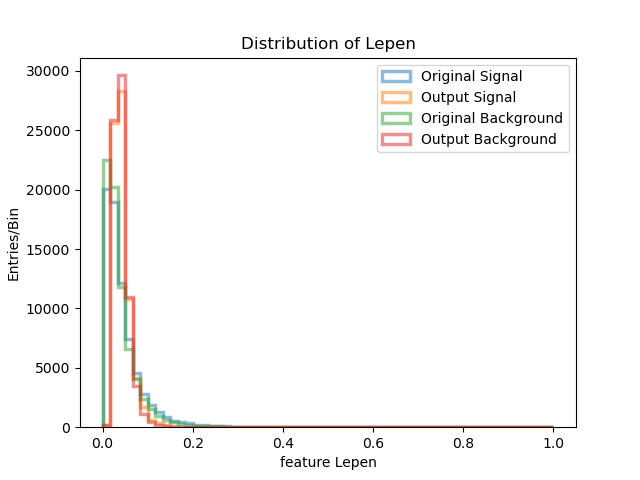 Distribution of Lepen
Entries/Bin
30000
25000
20000
15000
10000
5000
0
Original Signal
Output Signal
Original Background
Output Background
0.0 0.2 0.4 0.6 0.8 1.0
feature Lepen